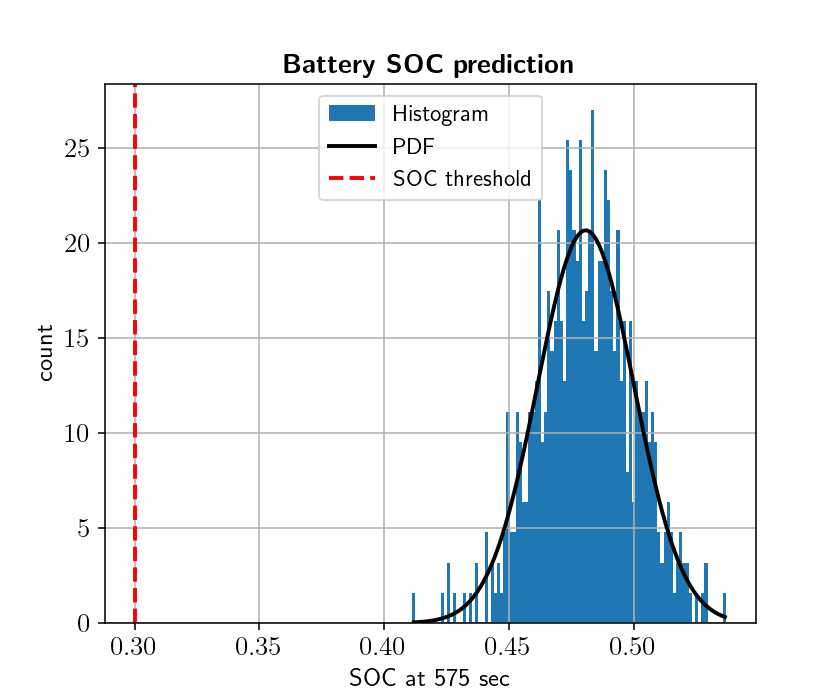 Battery SOC prediction
Histogram
PDF
SOC threshold
25
20
15
10
5
0
count
0.30 0.35 0.40 0.45 0.50
SOC at 575 sec